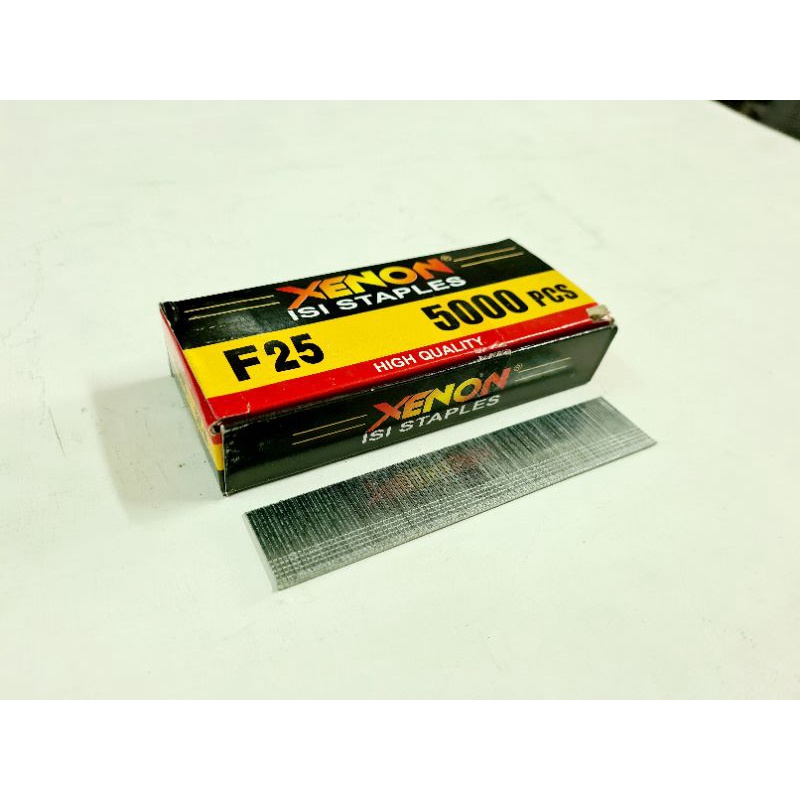 XENON®
ISI STAPLES
5000 PCS
F25
HIGH QUALITY
XENON®
ISI STAPLES